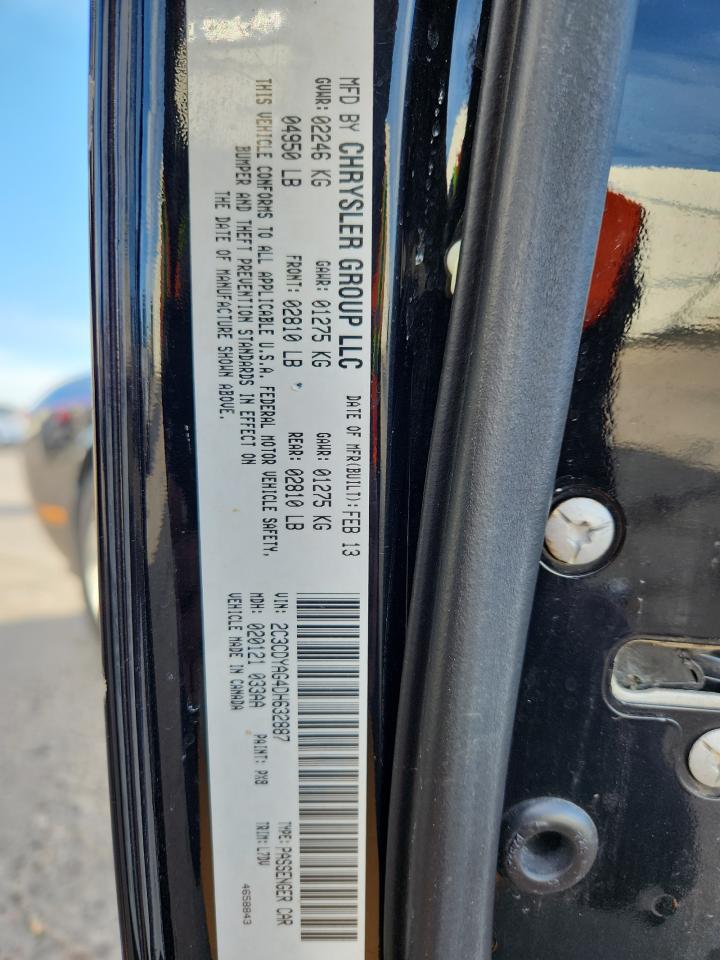 MFD BY CHRYSLER GROUP LLC DATE OF MFR(BUILT): FEB 13
GVWR: 02246 KG GAWR: 01275 KG GAWR: 01275 KG
04950 LB FRONT: 02810 LB REAR: 02810 LB
THIS VEHICLE CONFORMS TO ALL APPLICABLE U.S.A. FEDERAL MOTOR VEHICLE SAFETY,
BUMPER AND THEFT PREVENTION STANDARDS IN EFFECT ON
THE DATE OF MANUFACTURE SHOWN ABOVE.
VIN: 2C3CDYAG4DH632887 TYPE: PASSENGER CAR
MDH: 020121 033AA PAINT: PX8 TRIM: L7DV
VEHICLE MADE IN CANADA 4658843